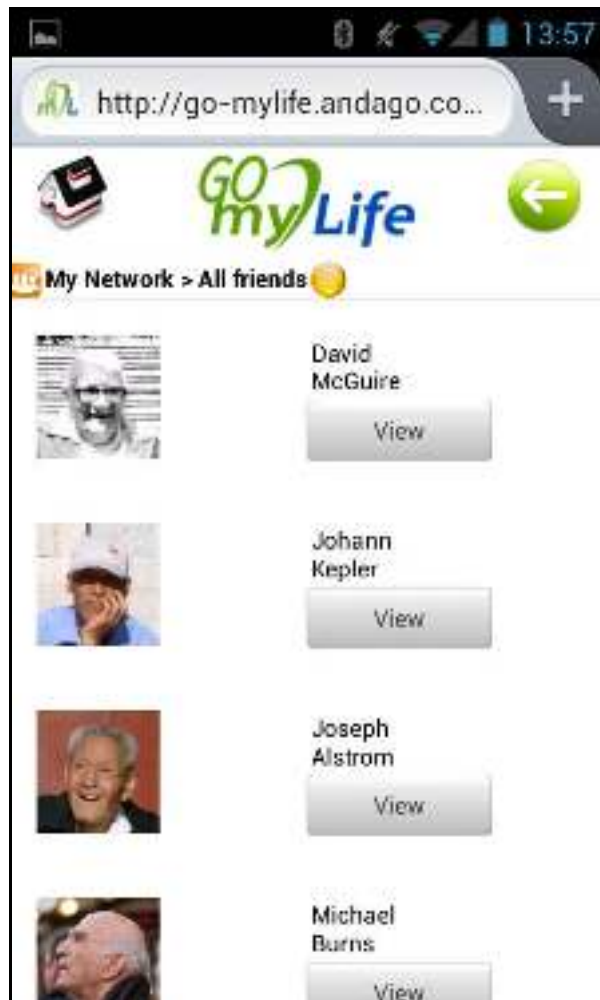 13:57
http://go-mylife.andago.co...
GO
my Life
My Network > All friends
David
McGuire
View
Johann
Kepler
View
Joseph
Alstrom
View
Michael
Burns
View